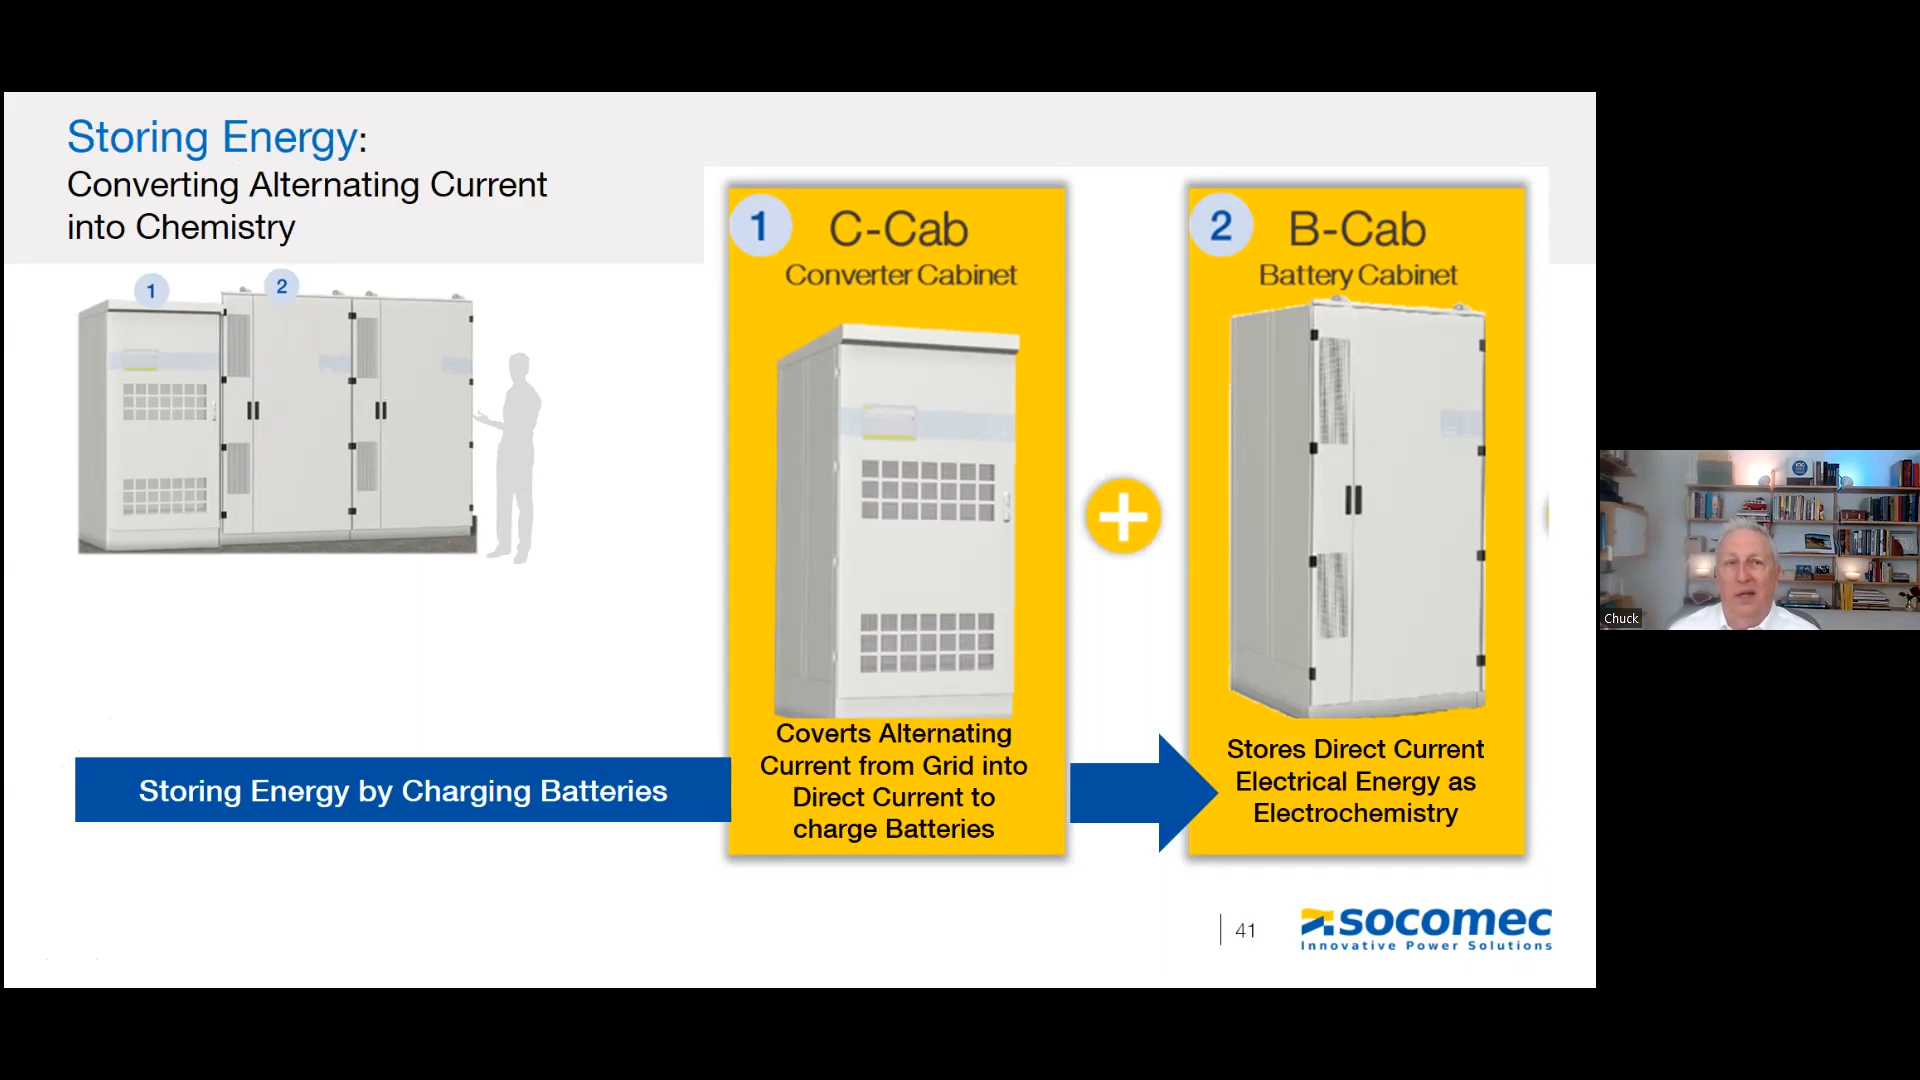 Storing Energy:
Converting Alternating Current
into Chemistry
1
2
1
C-Cab
Converter Cabinet
2
B-Cab
Battery Cabinet
Storing Energy by Charging Batteries
Coverts Alternating
Current from Grid into
Direct Current to
charge Batteries
Stores Direct Current
Electrical Energy as
Electrochemistry
41
socomec
Innovative Power Solutions
Chuck